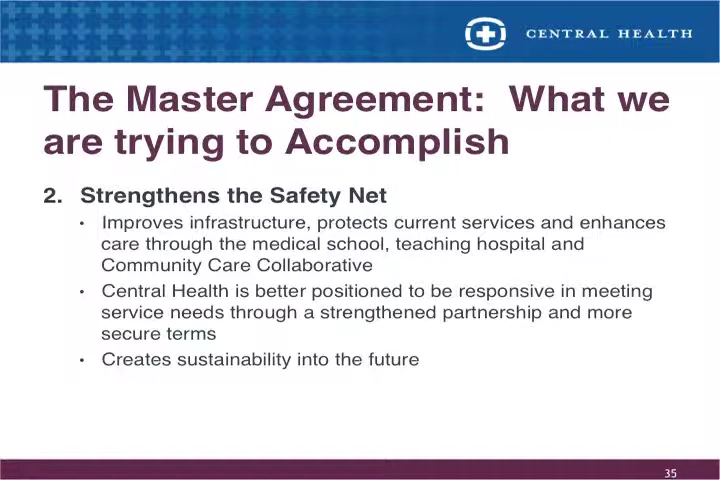 CENTRAL HEALTH
The Master Agreement: What we
are trying to Accomplish
2. Strengthens the Safety Net
• Improves infrastructure, protects current services and enhances
care through the medical school, teaching hospital and
Community Care Collaborative
• Central Health is better positioned to be responsive in meeting
service needs through a strengthened partnership and more
secure terms
• Creates sustainability into the future
35